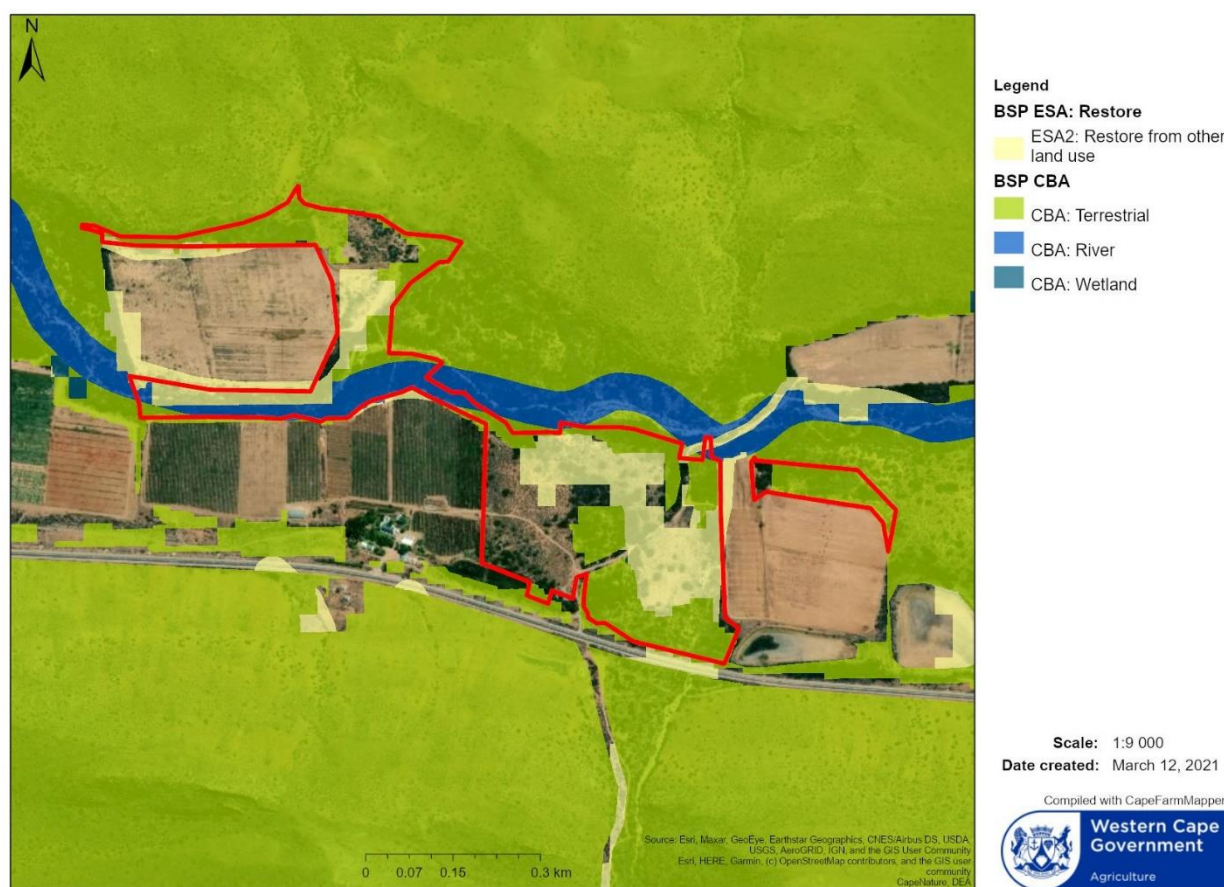 N
Legend
BSP ESA: Restore
ESA2: Restore from other
land use
BSP CBA
CBA: Terrestrial
CBA: River
CBA: Wetland
Scale: 1:9 000
Date created: March 12, 2021
Compiled with CapeFarmMapper
Western Cape
Government
Agriculture
0 0.07 0.15 0.3 km
Source: Esri, Maxar, GeoEye, Earthstar Geographics, CNES/Airbus DS, USDA,
USGS, AeroGRID, IGN, and the GIS User Community
Esri, HERE, Garmin, (c) OpenStreetMap contributors, and the GIS user
community
CapeNature, DEA